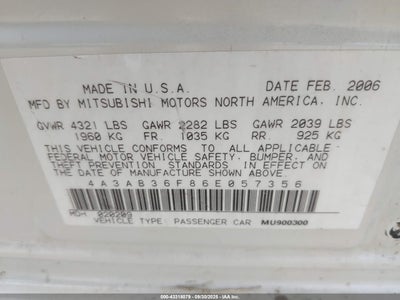 MADE IN U.S.A. DATE FEB. 2006
MFD BY MITSUBISHI MOTORS NORTH AMERICA, INC.
GVWR 4321 LBS GAWR 2282 LBS GAWR 2039 LBS
1960 KG FR. 1035 KG RR. 925 KG
THIS VEHICLE CONFORMS TO ALL APPLICABLE
FEDERAL MOTOR VEHICLE SAFETY, BUMPER, AND
THEFT PREVENTION STANDARDS IN EFFECT ON
THE DATE OF MANUFACTURE SHOWN ABOVE.
4A3AB36F86E057356
MDH 020209
VEHICLE TYPE: PASSENGER CAR MU900300